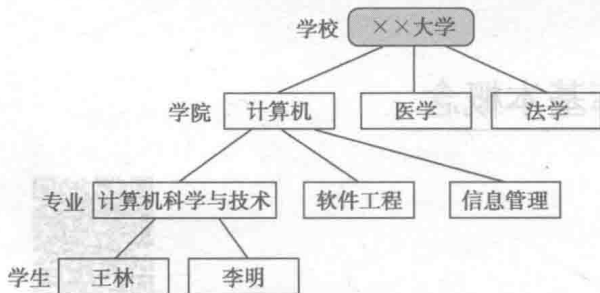 学校 ××大学
学院 计算机 医学 法学
专业 计算机科学与技术 软件工程 信息管理
学生 王林 李明